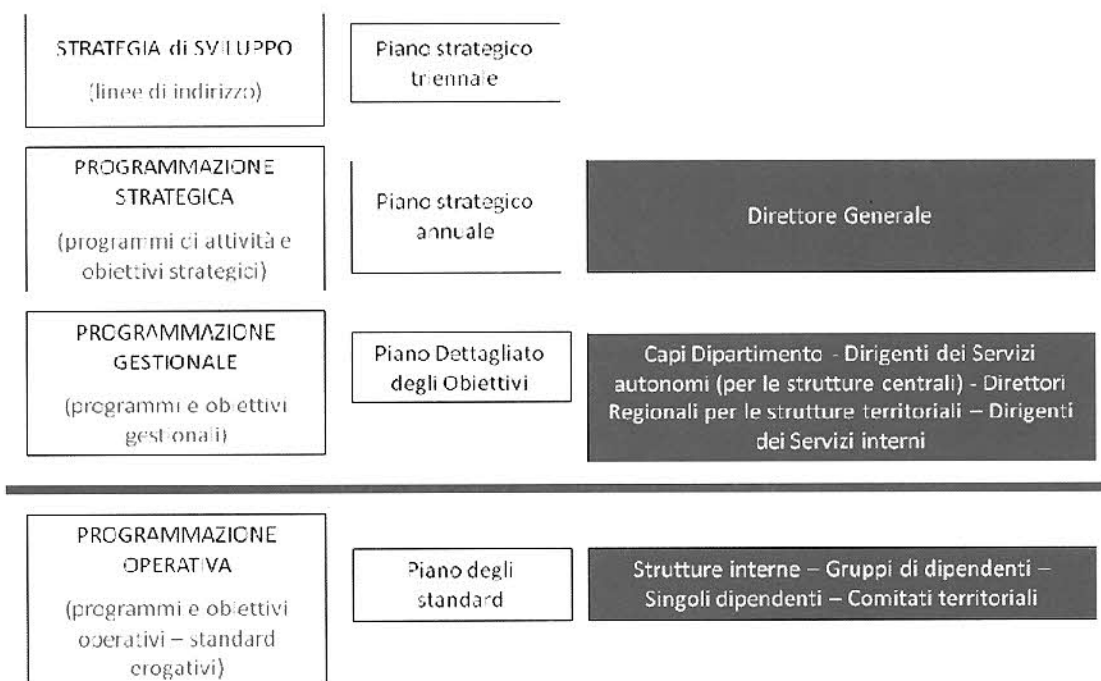 STRATEGIA di SVILUPPO
(linee di indirizzo)
Piano strategico
triennale
PROGRAMMAZIONE
STRATEGICA
(programmi di attività e
obiettivi strategici)
Piano strategico
annuale
Direttore Generale
PROGRAMMAZIONE
GESTIONALE
(programmi e obiettivi
gestionali)
Piano Dettagliato
degli Obiettivi
Capi Dipartimento - Dirigenti dei Servizi
autonomi (per le strutture centrali) - Direttori
Regionali per le strutture territoriali – Dirigenti
dei Servizi interni
PROGRAMMAZIONE
OPERATIVA
(programmi e obiettivi
operativi – standard
erogativi)
Piano degli
standard
Strutture interne – Gruppi di dipendenti –
Singoli dipendenti – Comitati territoriali